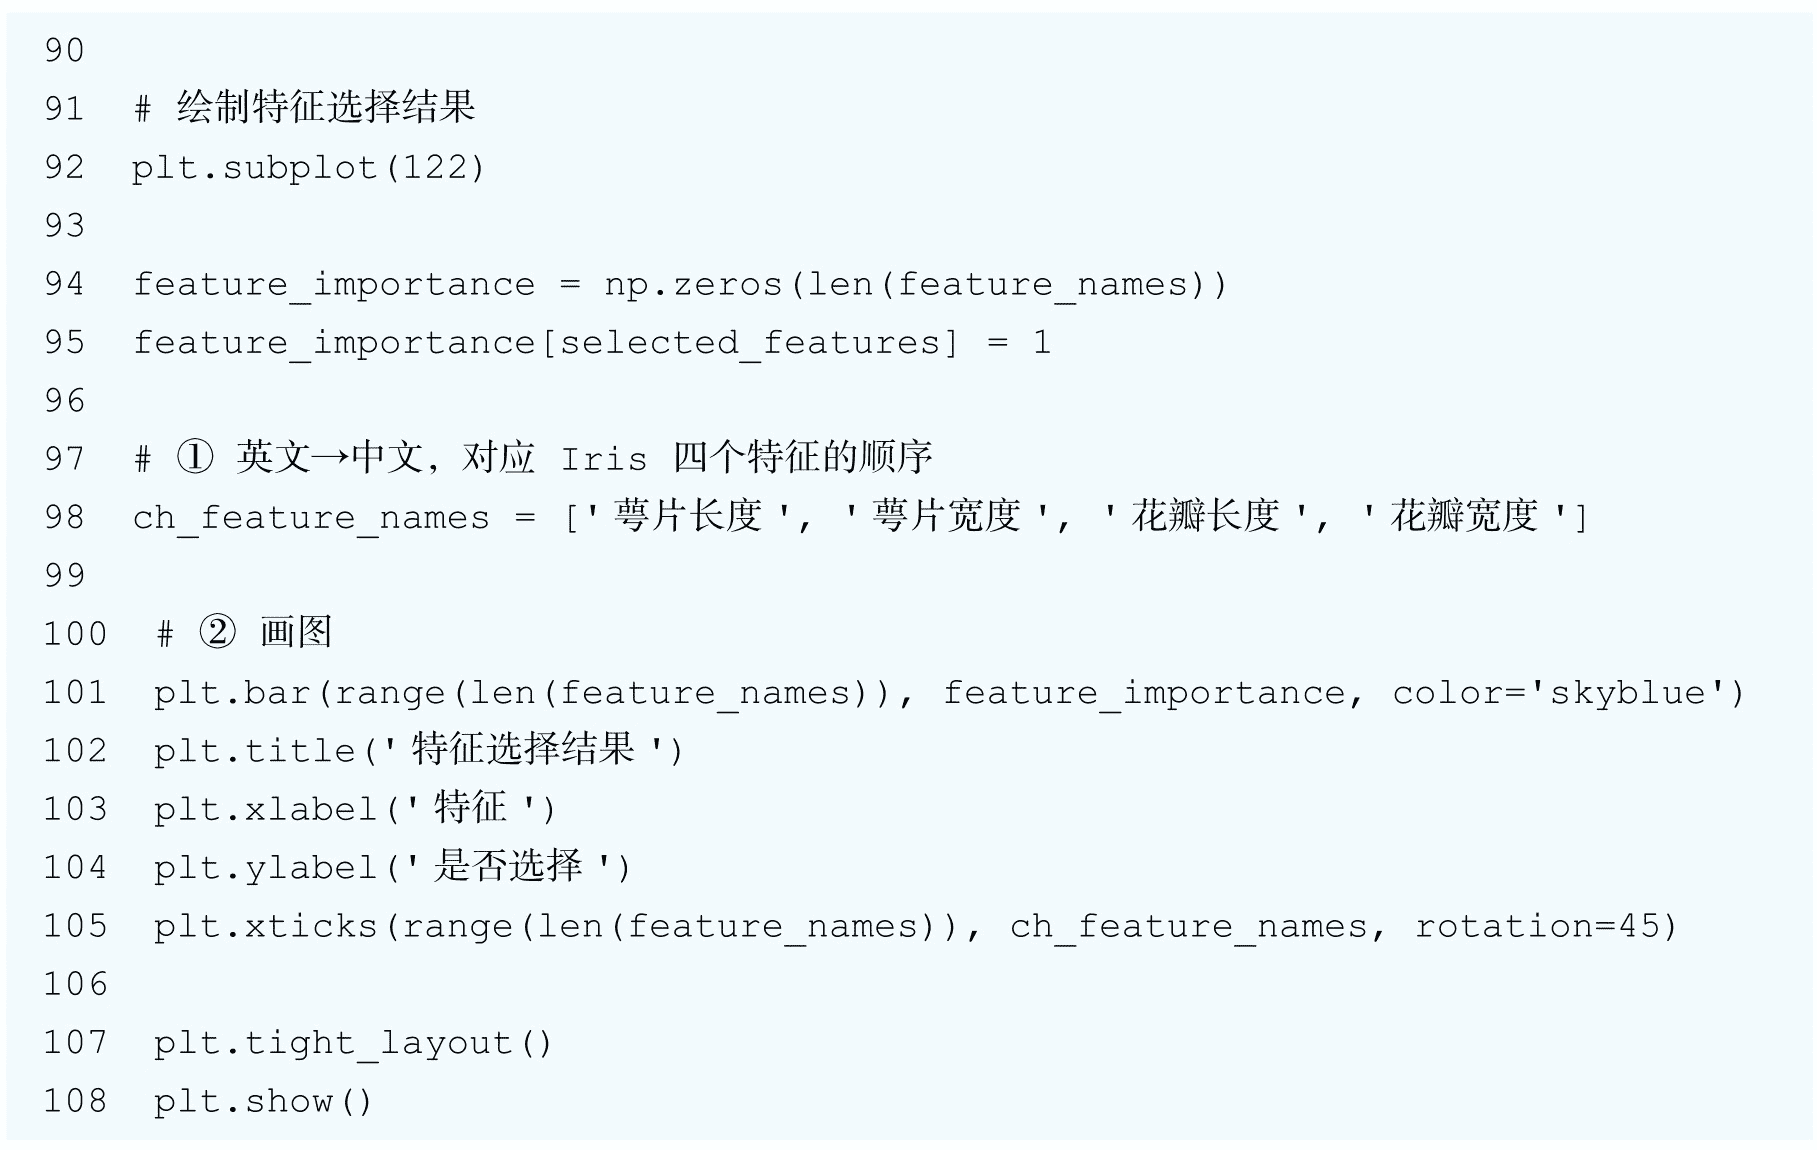 90
91 # 绘制特征选择结果
92 plt.subplot(122)
93
94 feature_importance = np.zeros(len(feature_names))
95 feature_importance[selected_features] = 1
96
97 # ① 英文→中文, 对应 Iris 四个特征的顺序
98 ch_feature_names = ['萼片长度', '萼片宽度', '花瓣长度', '花瓣宽度']
99
100 # ② 画图
101 plt.bar(range(len(feature_names)), feature_importance, color='skyblue')
102 plt.title('特征选择结果')
103 plt.xlabel('特征')
104 plt.ylabel('是否选择')
105 plt.xticks(range(len(feature_names)), ch_feature_names, rotation=45)
106
107 plt.tight_layout()
108 plt.show()